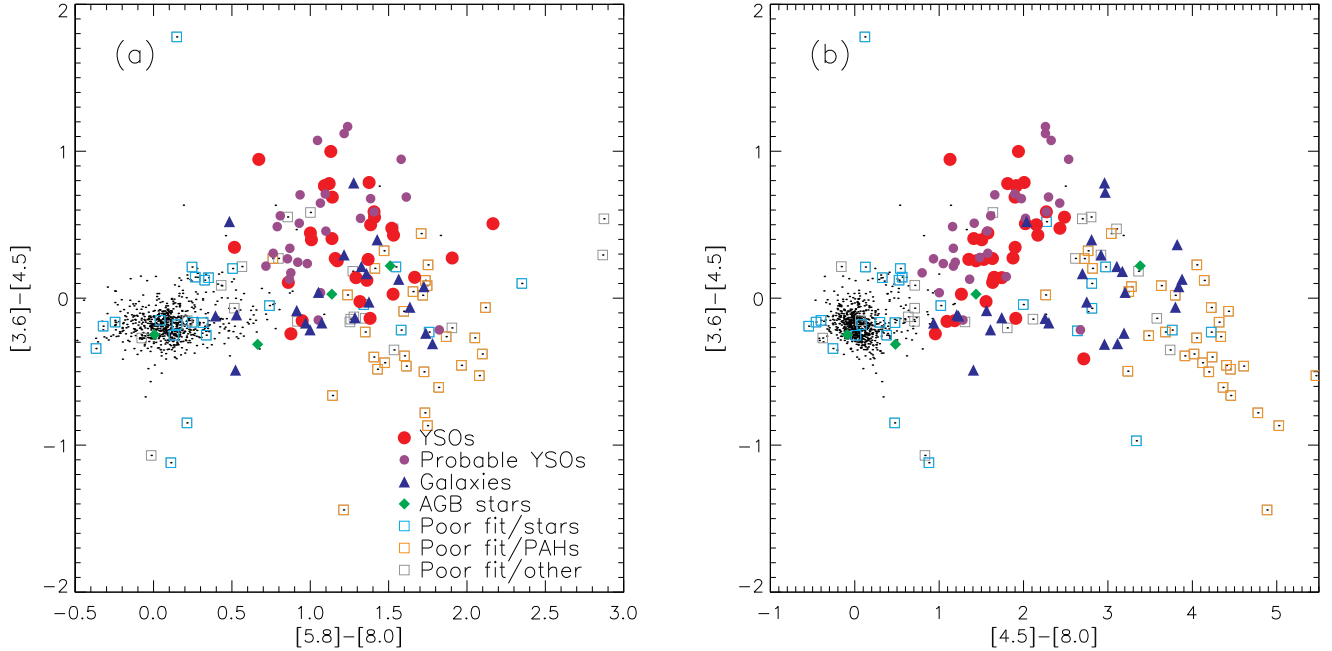 (a)
2
1
0
-1
-2
[3.6]-[4.5]
YSOs
Probable YSOs
Galaxies
AGB stars
Poor fit/stars
Poor fit/PAHs
Poor fit/other
-0.5 0.0 0.5 1.0 1.5 2.0 2.5 3.0
[5.8]-[8.0]
(b)
2
1
0
-1
-2
[3.6]-[4.5]
-1 0 1 2 3 4 5
[4.5]-[8.0]